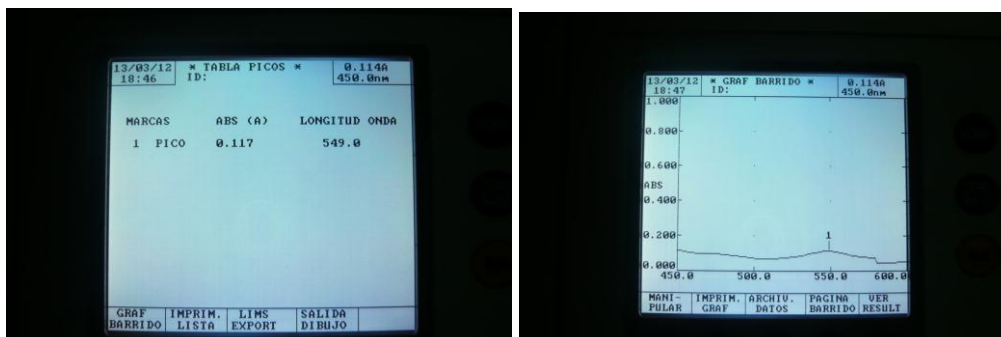 13/03/12 * TABLA PICOS * 0.114A
18:46 ID: 450.0nm
MARCAS ABS (A) LONGITUD ONDA
1 PICO 0.117 549.0
GRAF IMPRIM. LIMS SALIDA
BARRIDO LISTA EXPORT DIBUJO
13/03/12 * GRAF BARRIDO * 0.114A
18:47 ID: 450.0nm
1.000
0.800
0.600
ABS
0.400
0.200
1
0.000
450.0 500.0 550.0 600.0
MANI- IMPRIM. ARCHIV. PAGINA VER
PULAR GRAF DATOS BARRIDO RESULT